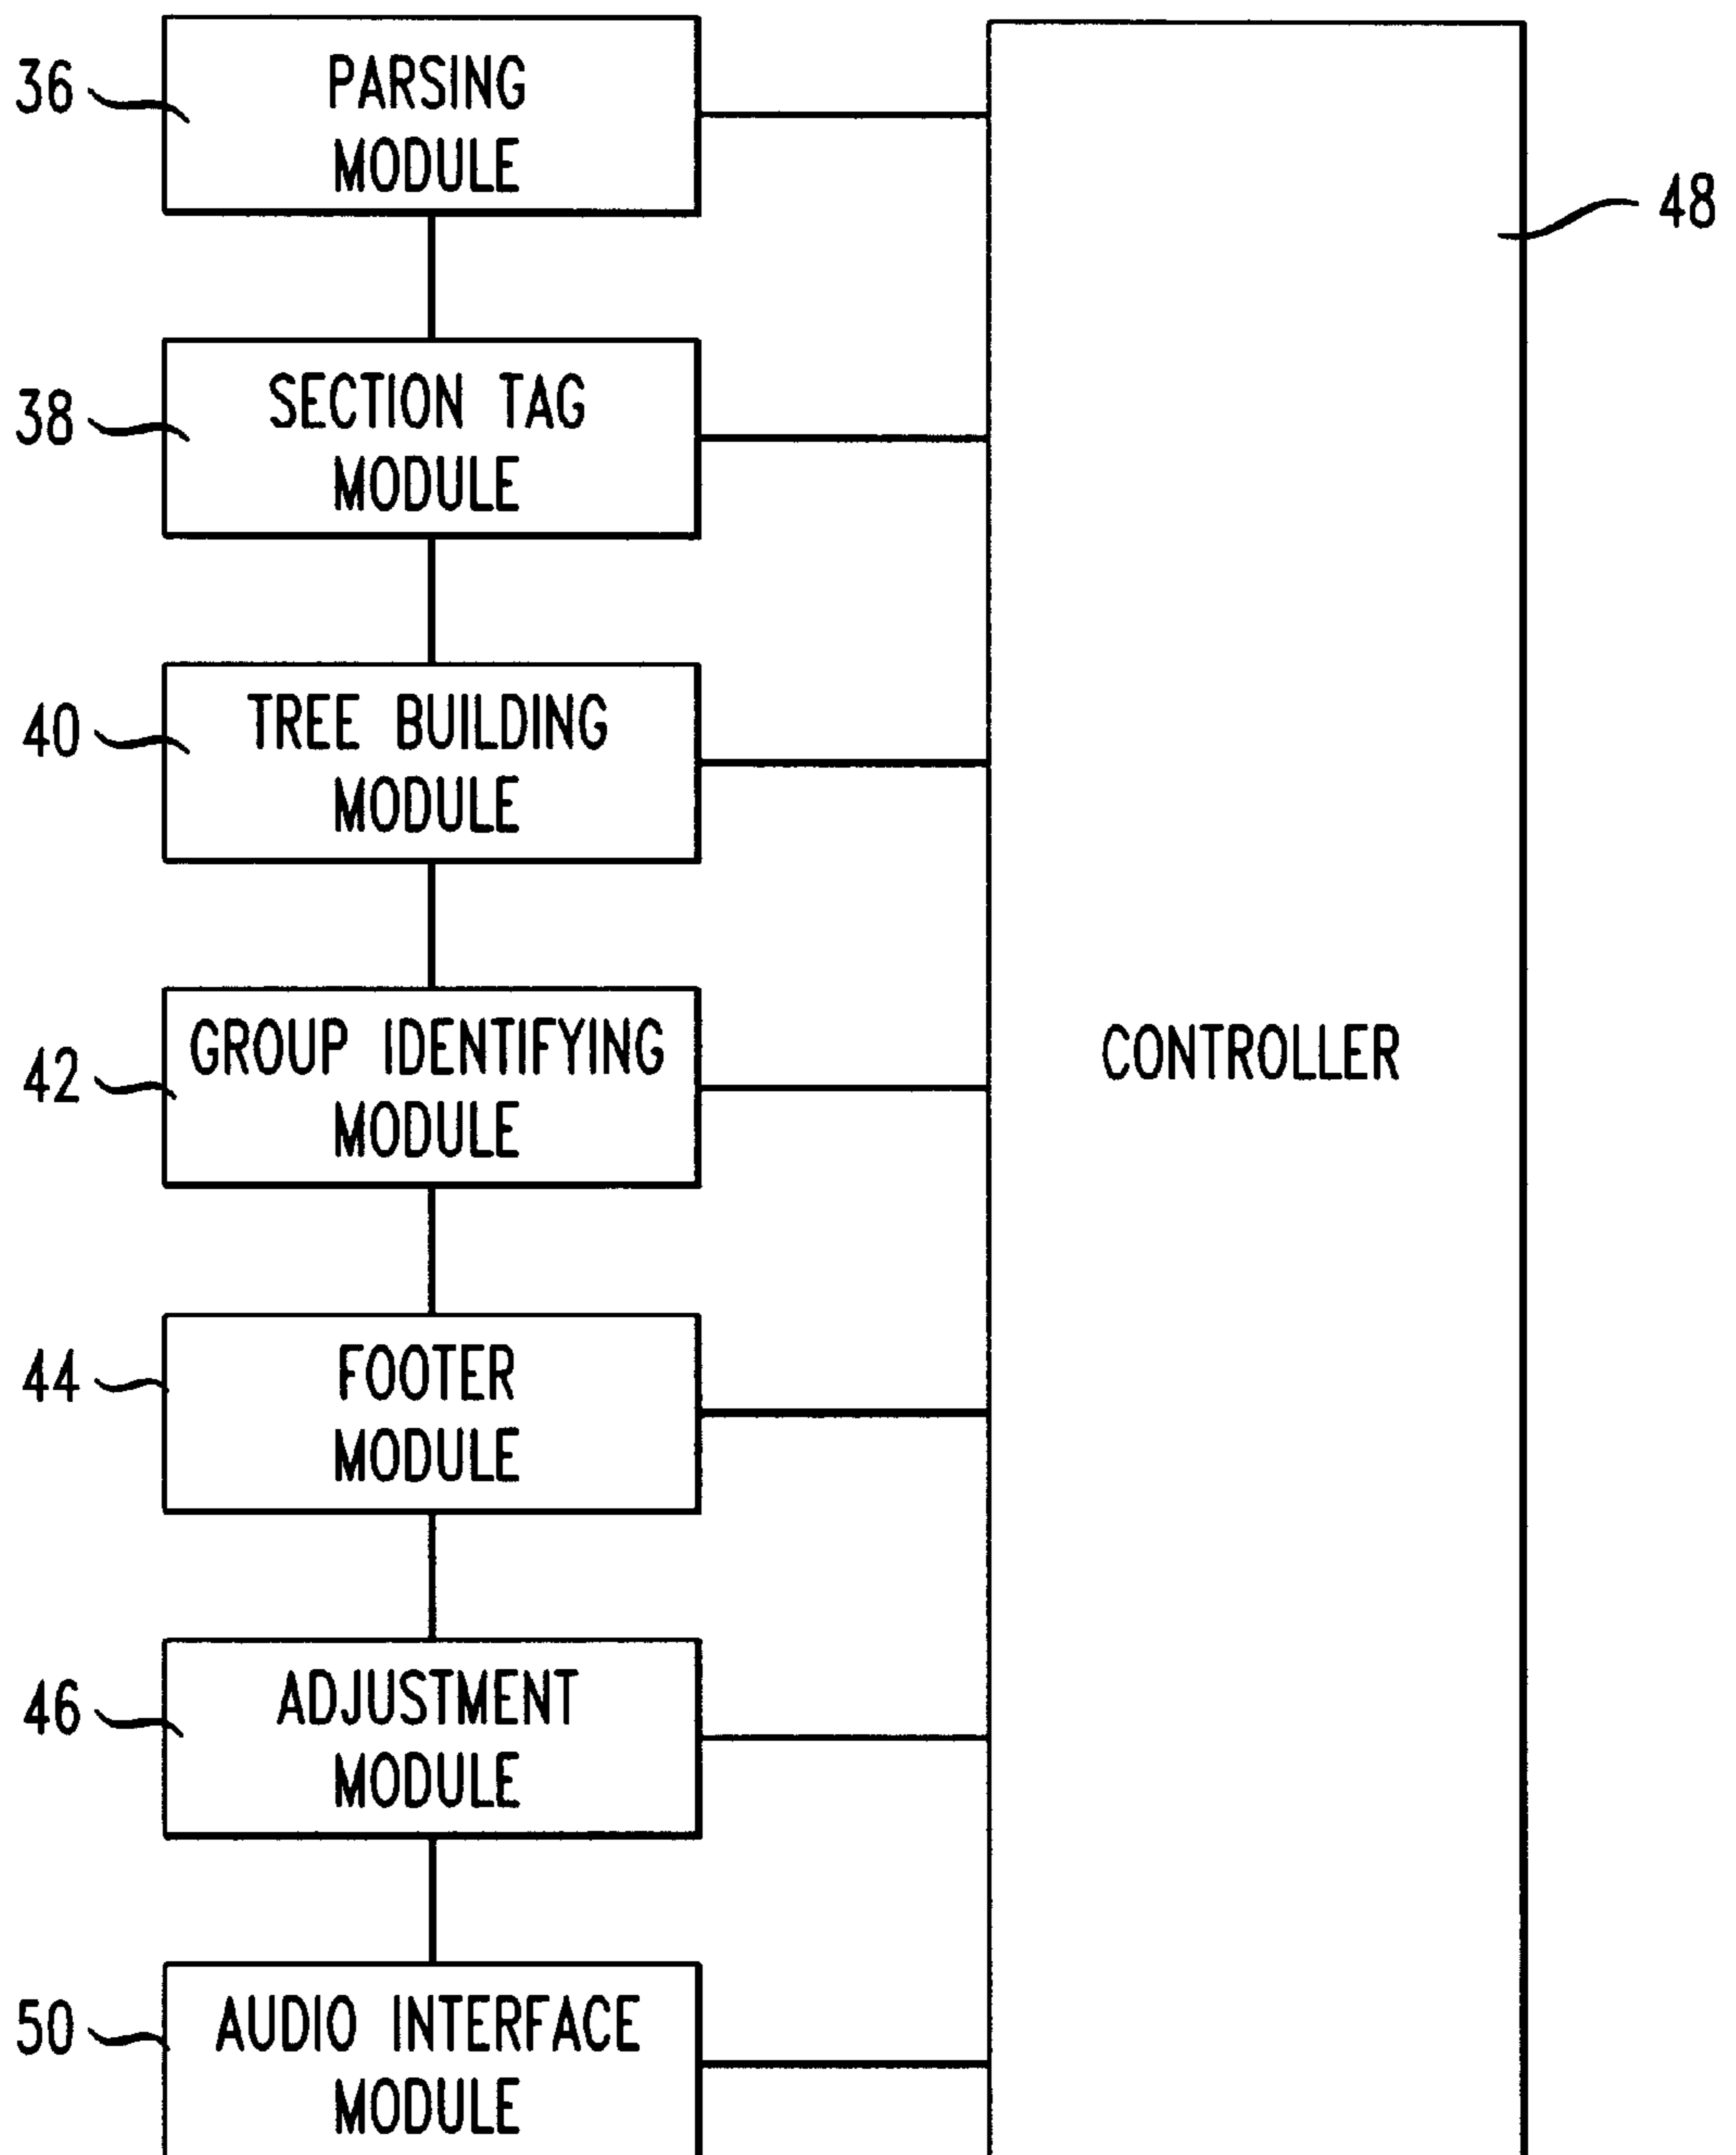 36
PARSING
MODULE
48
38
SECTION TAG
MODULE
40
TREE BUILDING
MODULE
42
GROUP IDENTIFYING
MODULE
CONTROLLER
44
FOOTER
MODULE
46
ADJUSTMENT
MODULE
50
AUDIO INTERFACE
MODULE